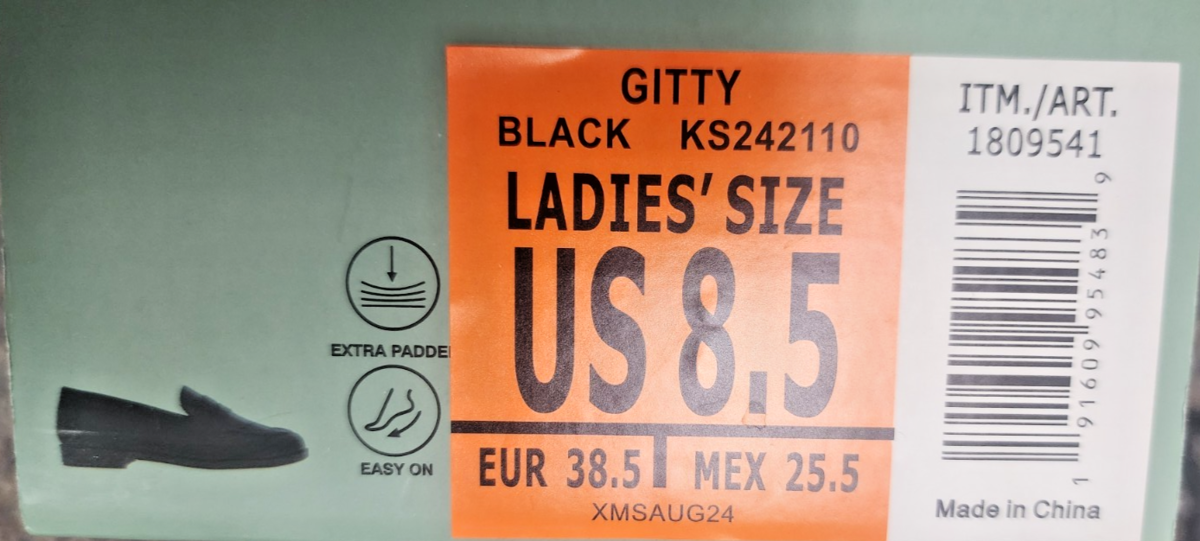 EXTRA PADDE
EASY ON
GITTY
BLACK KS242110
LADIES' SIZE
US 8.5
EUR 38.5 MEX 25.5
XMSAUG24
ITM./ART.
1809541
1 91609 95483 9
Made in China